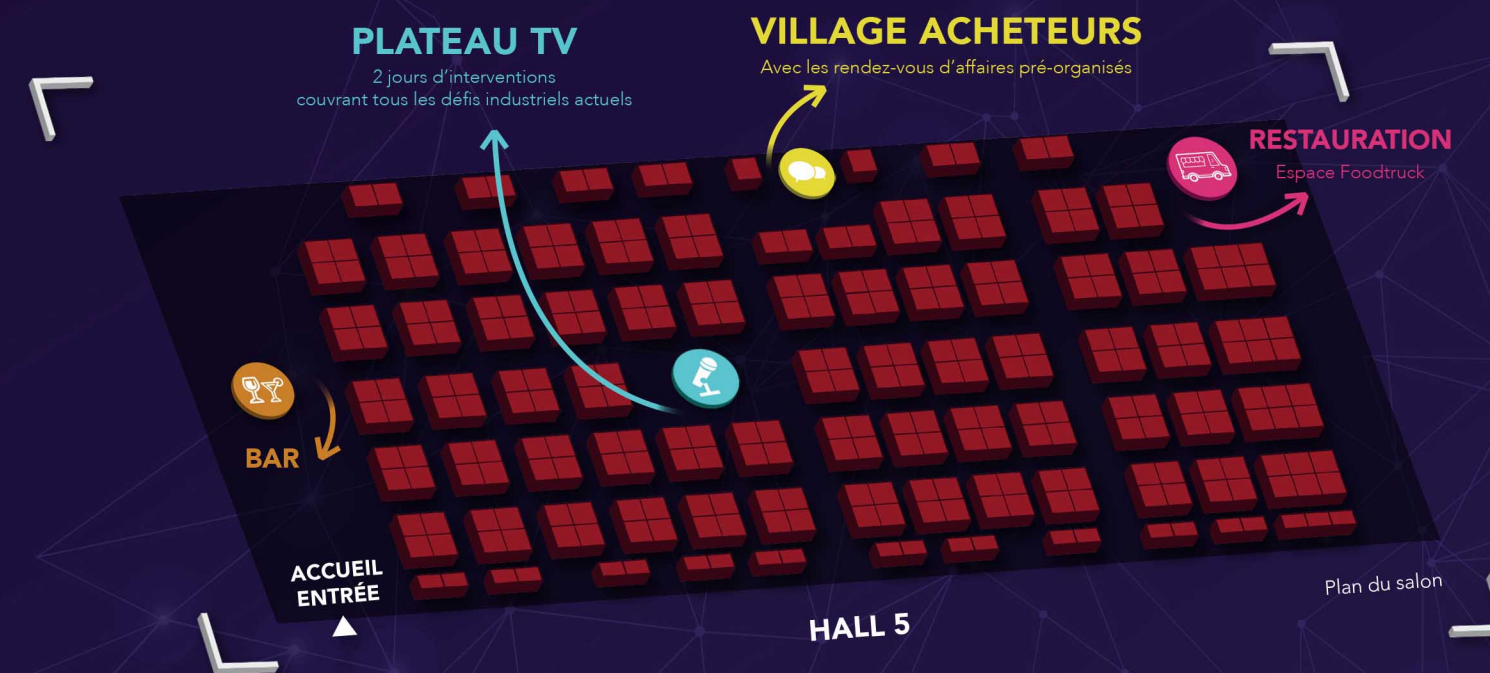 PLATEAU TV
2 jours d'interventions
couvrant tous les défis industriels actuels
VILLAGE ACHETEURS
Avec les rendez-vous d'affaires pré-organisés
RESTAURATION
Espace Foodtruck
BAR
ACCUEIL
ENTRÉE
HALL 5
Plan du salon